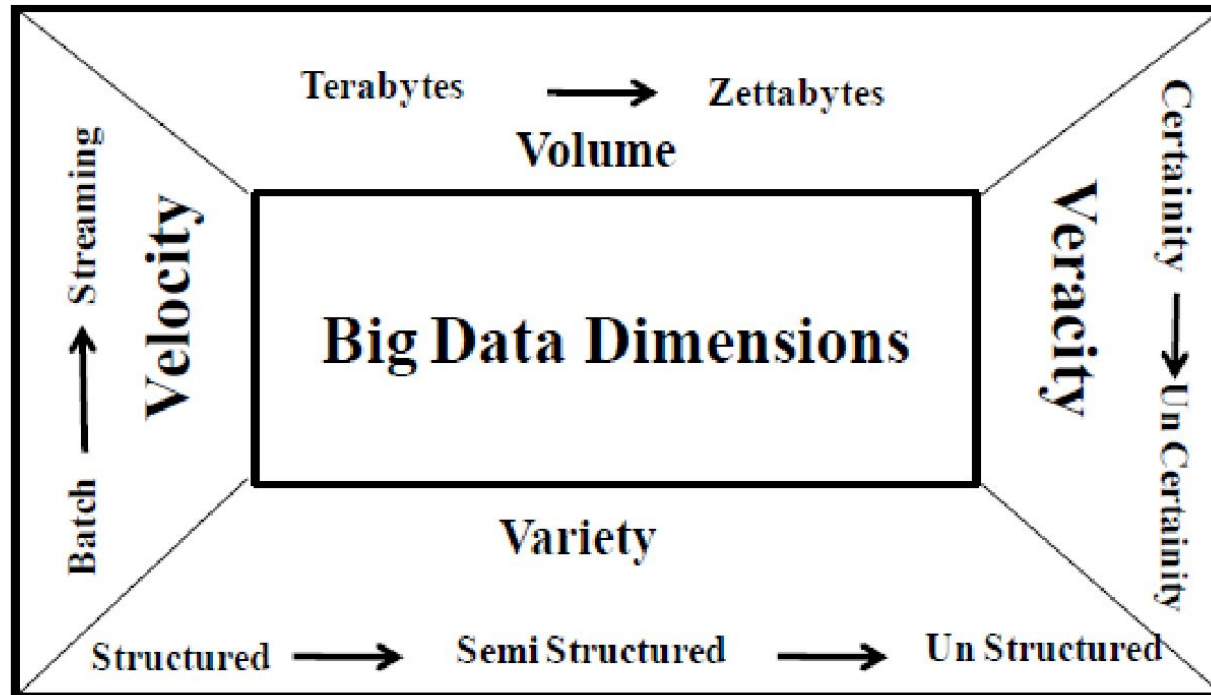 Terabytes → Zettabytes
Volume
Batch → Streaming
Velocity
Big Data Dimensions
Veracity
Certainity → Un Certainity
Variety
Structured → Semi Structured → Un Structured